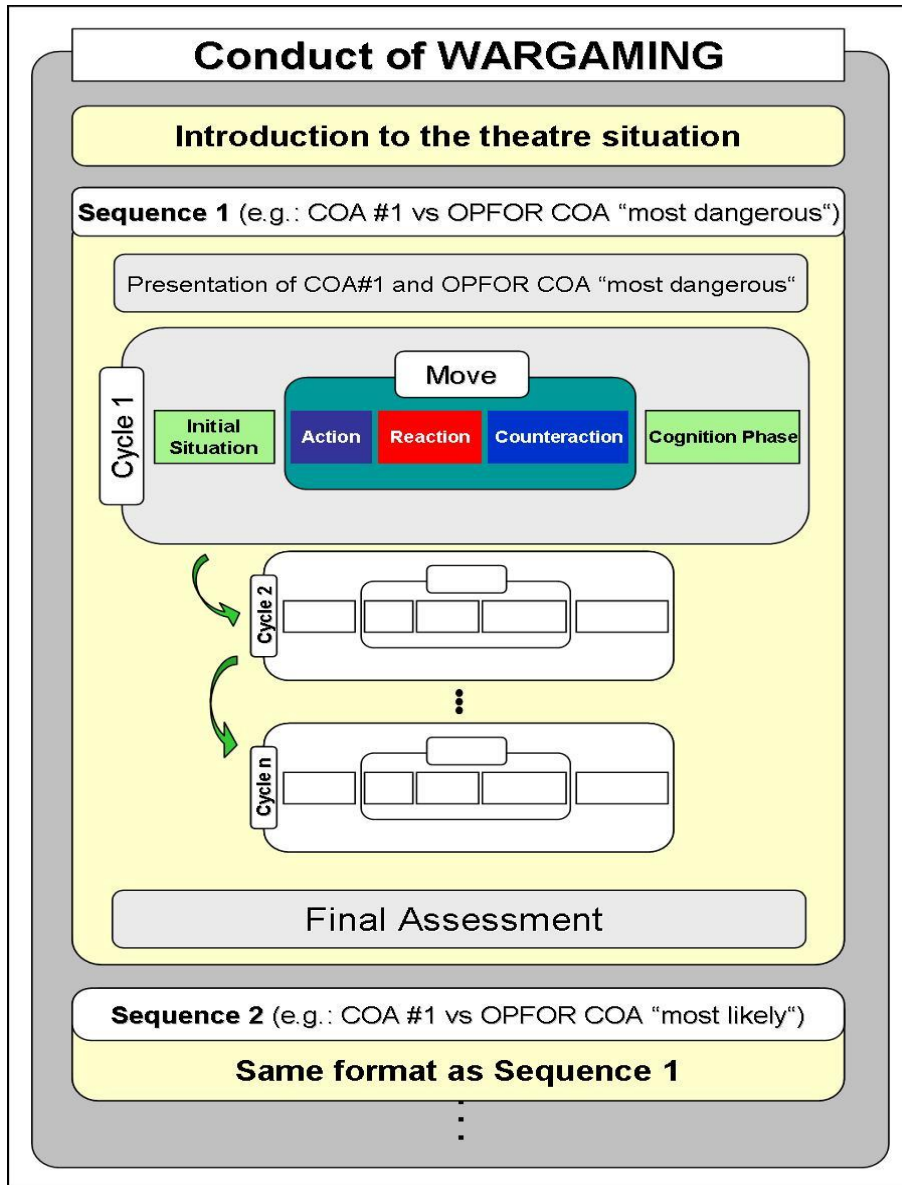 Conduct of WARGAMING
Introduction to the theatre situation
Sequence 1 (e.g.: COA #1 vs OPFOR COA “most dangerous“)
Presentation of COA#1 and OPFOR COA “most dangerous“
Cycle 1
Move
Initial
Situation
Action
Reaction
Counteraction
Cognition Phase
Cycle 2
Cycle n
Final Assessment
Sequence 2 (e.g.: COA #1 vs OPFOR COA “most likely“)
Same format as Sequence 1